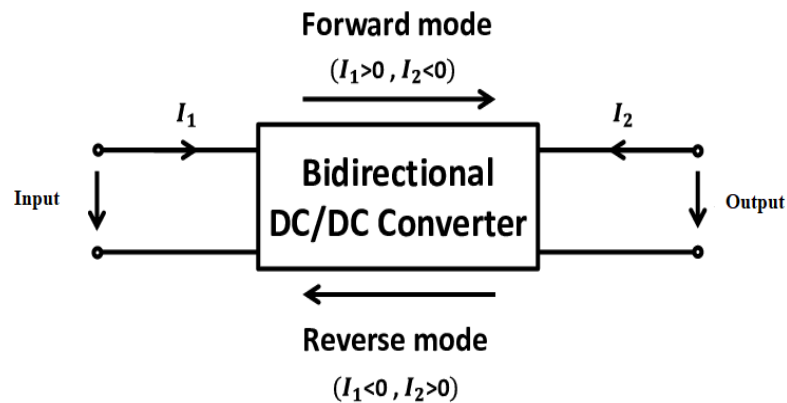 Forward mode
(I₁>0 , I₂<0)
I₁
I₂
Input
Bidirectional
DC/DC Converter
Output
Reverse mode
(I₁<0 , I₂>0)